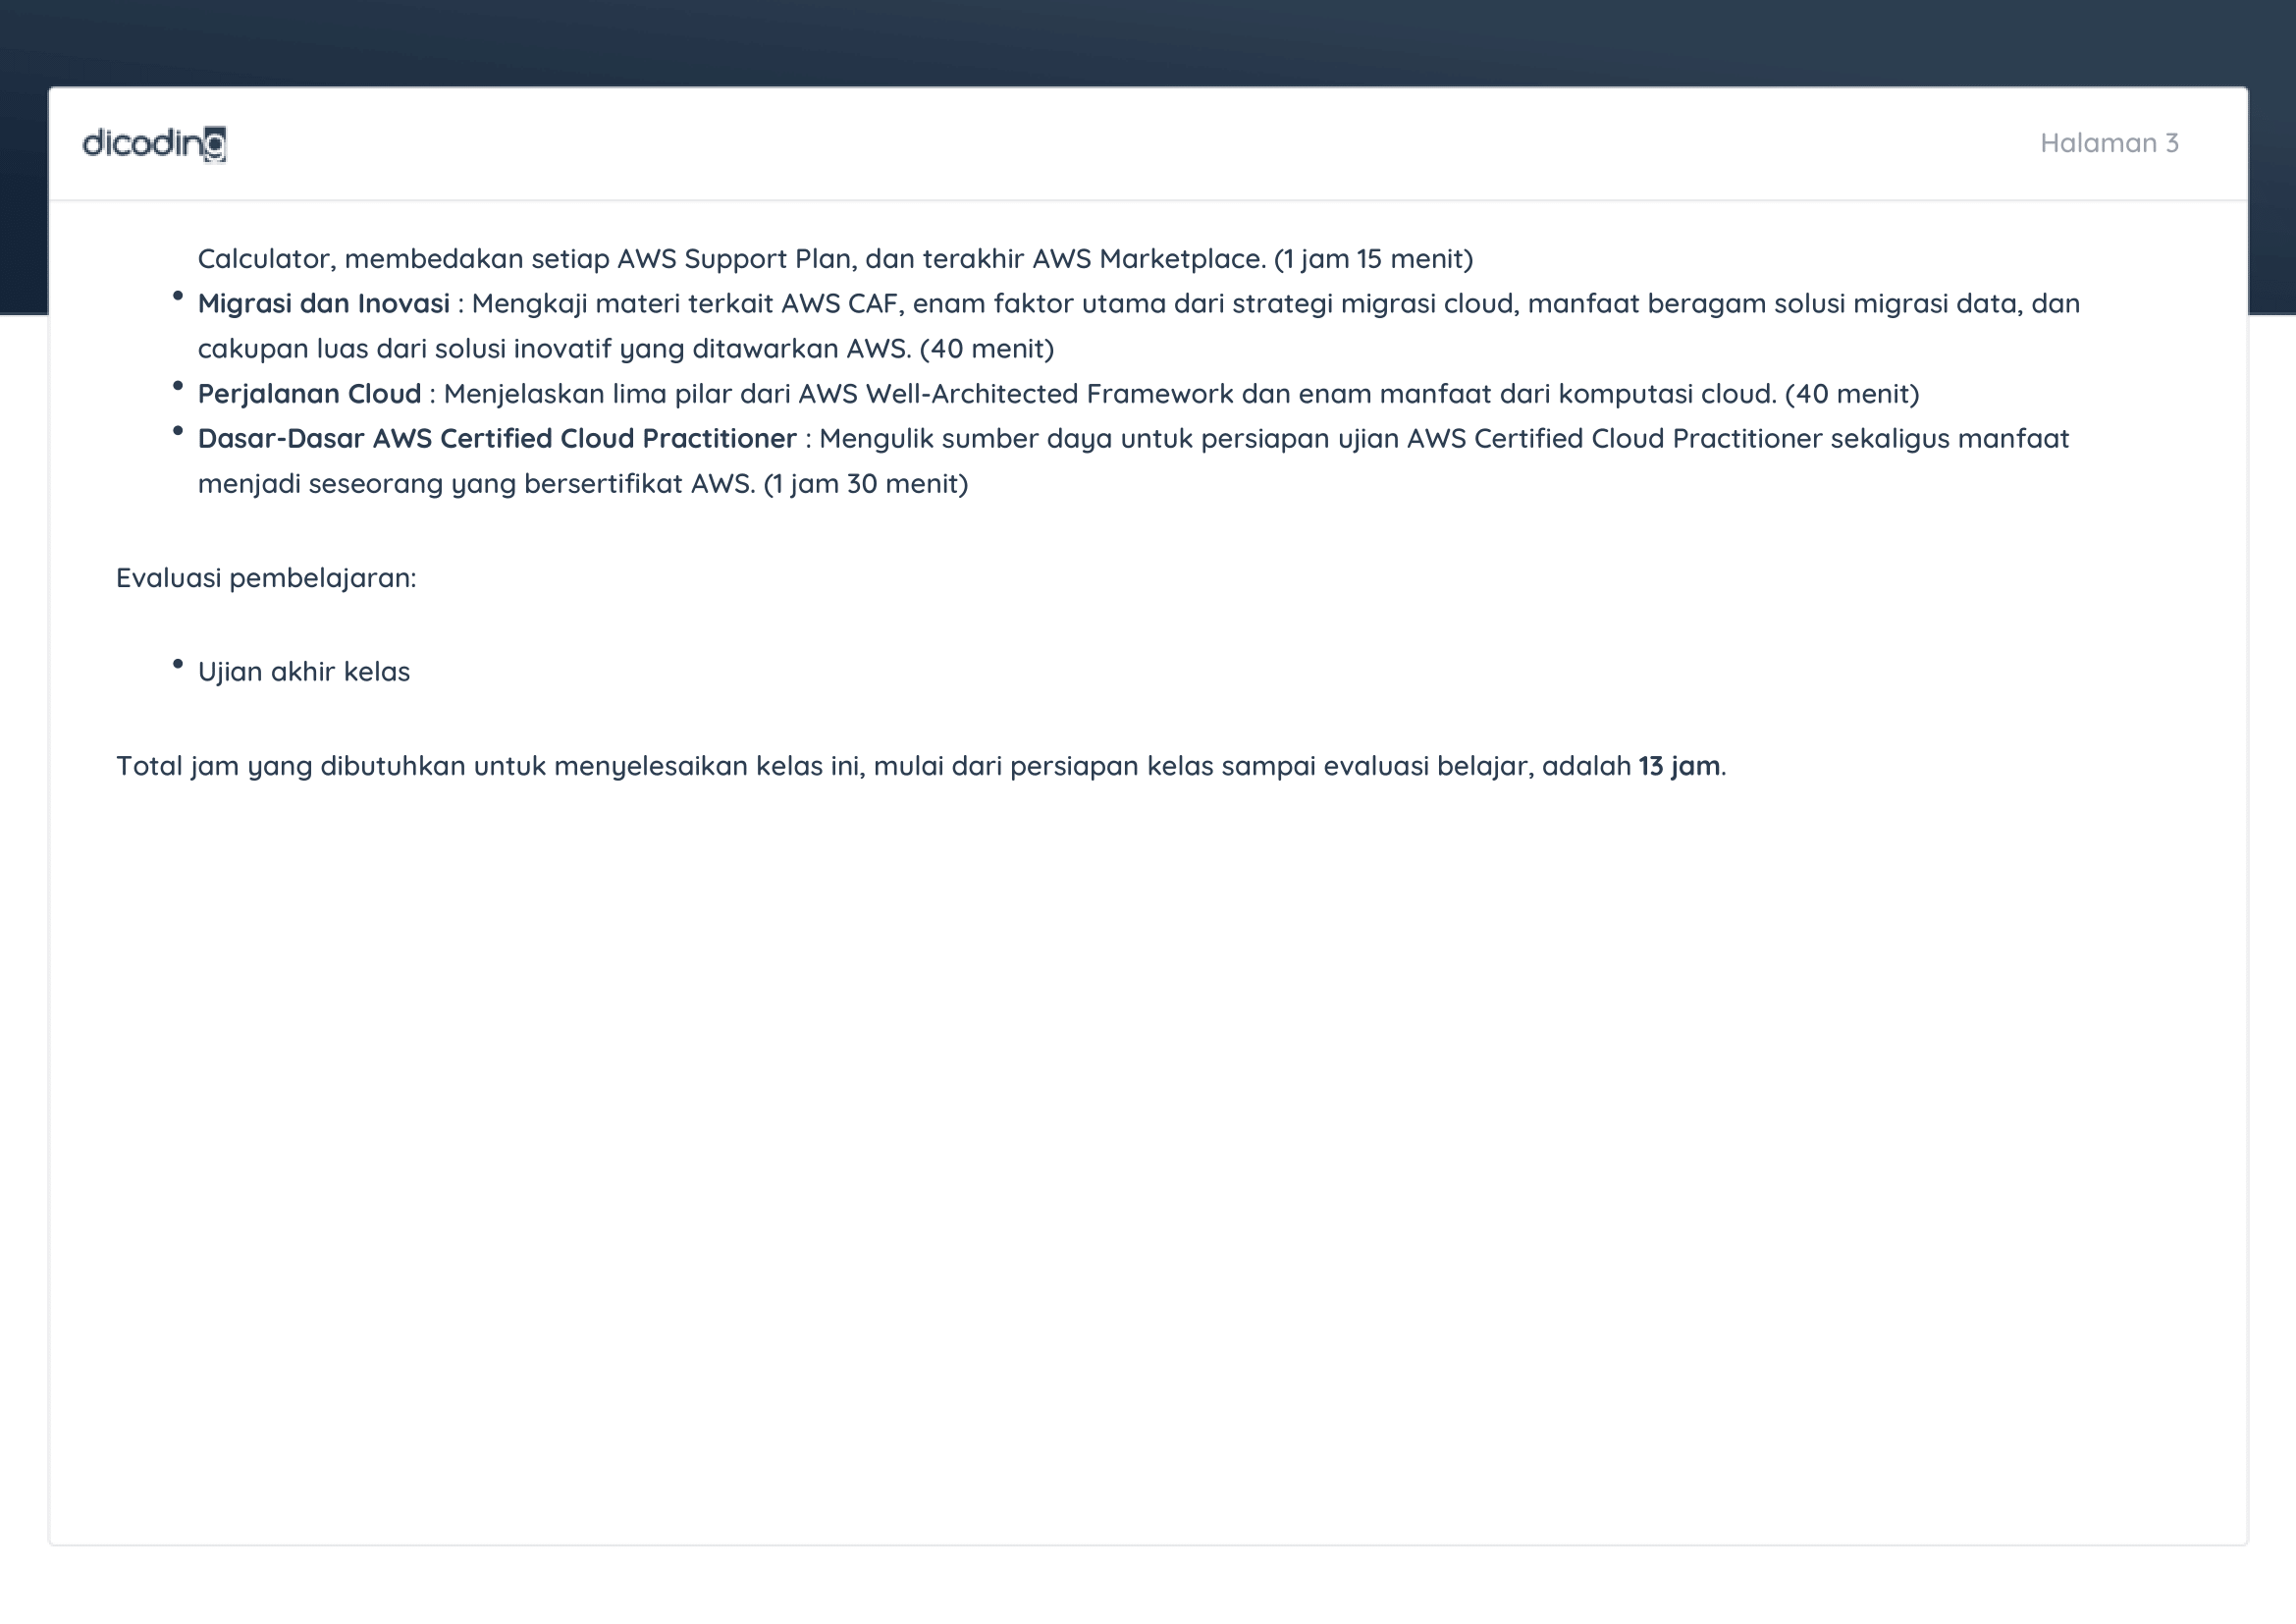 dicoding
Halaman 3
Calculator, membedakan setiap AWS Support Plan, dan terakhir AWS Marketplace. (1 jam 15 menit)
• Migrasi dan Inovasi : Mengkaji materi terkait AWS CAF, enam faktor utama dari strategi migrasi cloud, manfaat beragam solusi migrasi data, dan
cakupan luas dari solusi inovatif yang ditawarkan AWS. (40 menit)
• Perjalanan Cloud : Menjelaskan lima pilar dari AWS Well-Architected Framework dan enam manfaat dari komputasi cloud. (40 menit)
• Dasar-Dasar AWS Certified Cloud Practitioner : Mengulik sumber daya untuk persiapan ujian AWS Certified Cloud Practitioner sekaligus manfaat
menjadi seseorang yang bersertifikat AWS. (1 jam 30 menit)
Evaluasi pembelajaran:
• Ujian akhir kelas
Total jam yang dibutuhkan untuk menyelesaikan kelas ini, mulai dari persiapan kelas sampai evaluasi belajar, adalah 13 jam.